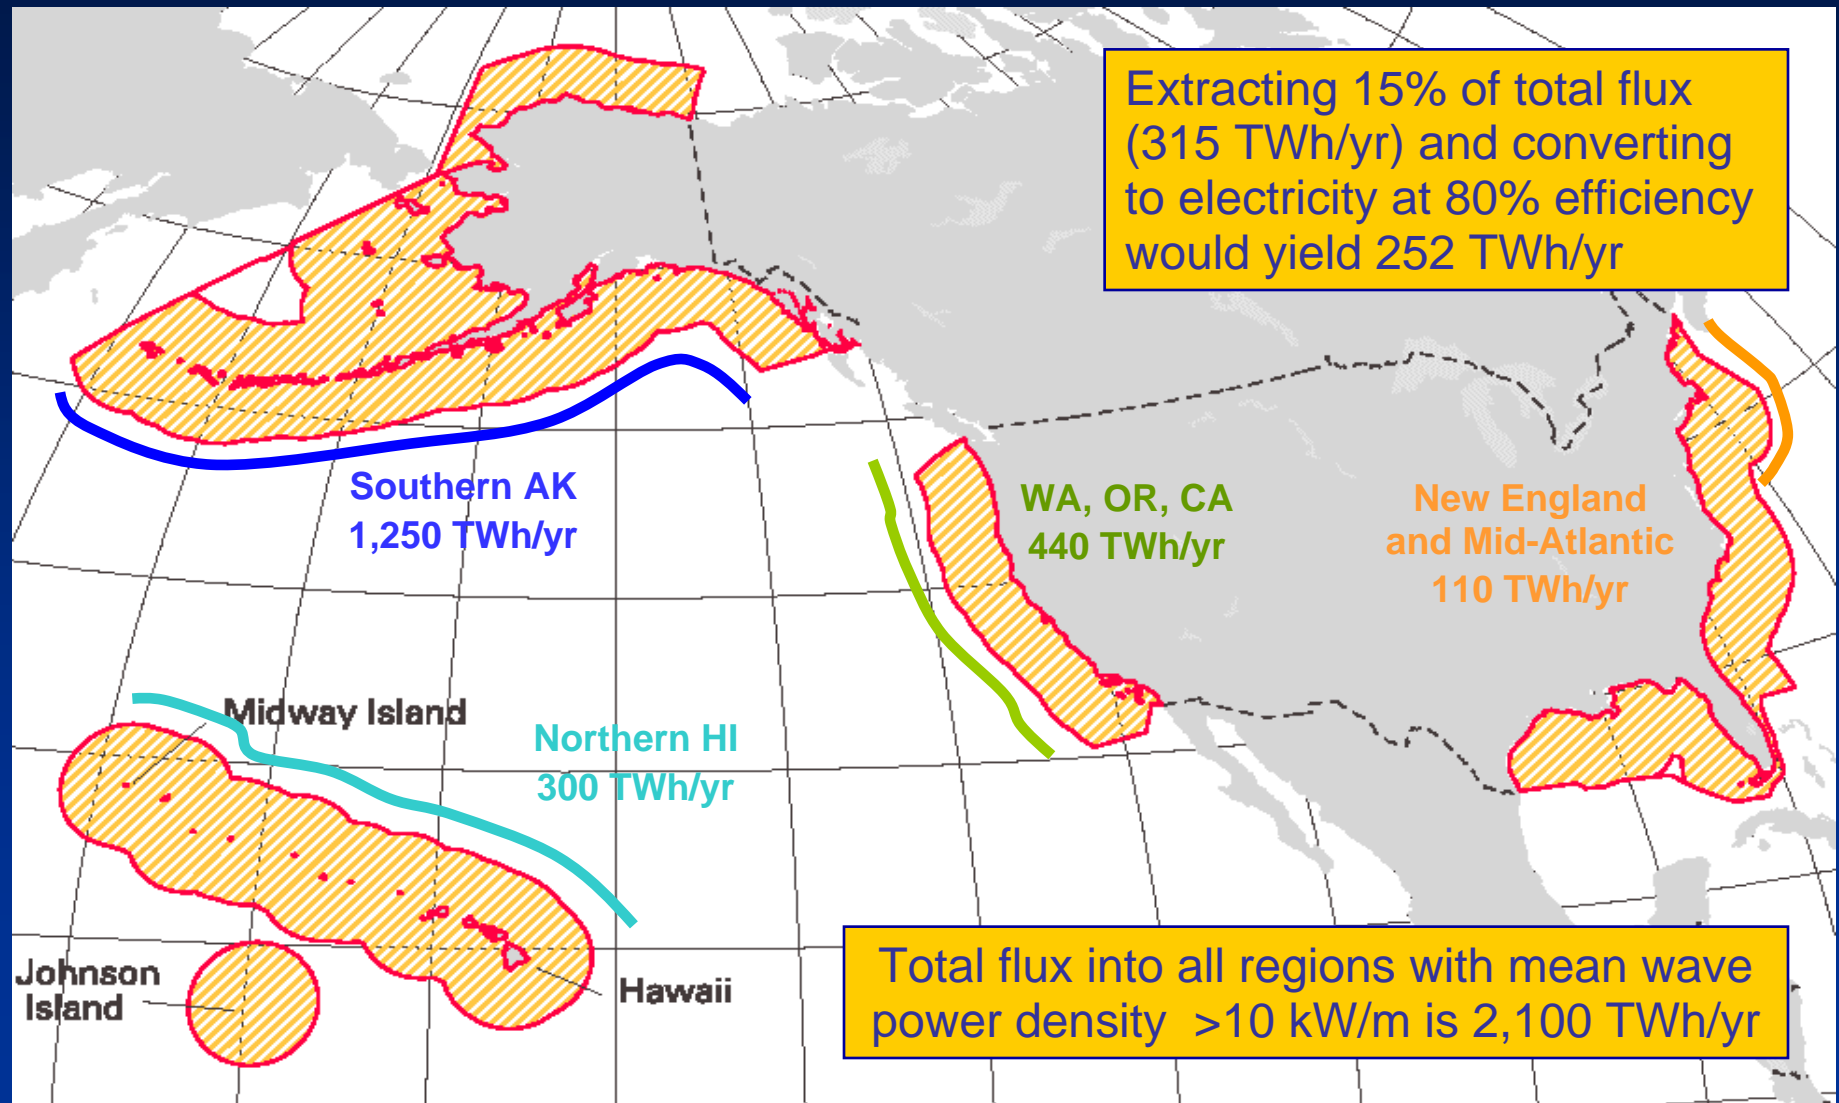 Extracting 15% of total flux
(315 TWh/yr) and converting
to electricity at 80% efficiency
would yield 252 TWh/yr
Southern AK
1,250 TWh/yr
WA, OR, CA
440 TWh/yr
New England
and Mid-Atlantic
110 TWh/yr
Midway Island
Northern HI
300 TWh/yr
Johnson
Island
Hawaii
Total flux into all regions with mean wave
power density >10 kW/m is 2,100 TWh/yr